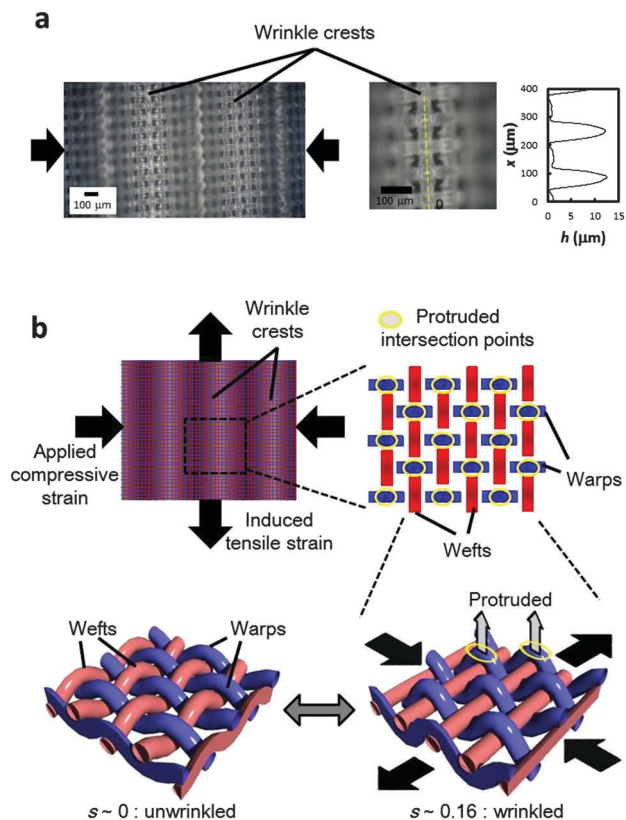 a
Wrinkle crests
100 µm
100 µm
0
400
300
200
100
0
x (µm)
0 5 10 15
h (µm)
b
Wrinkle
crests
Protruded
intersection points
Applied
compressive
strain
Induced
tensile strain
Warps
Wefts
Wefts
Warps
Protruded
s ~ 0 : unwrinkled
s ~ 0.16 : wrinkled